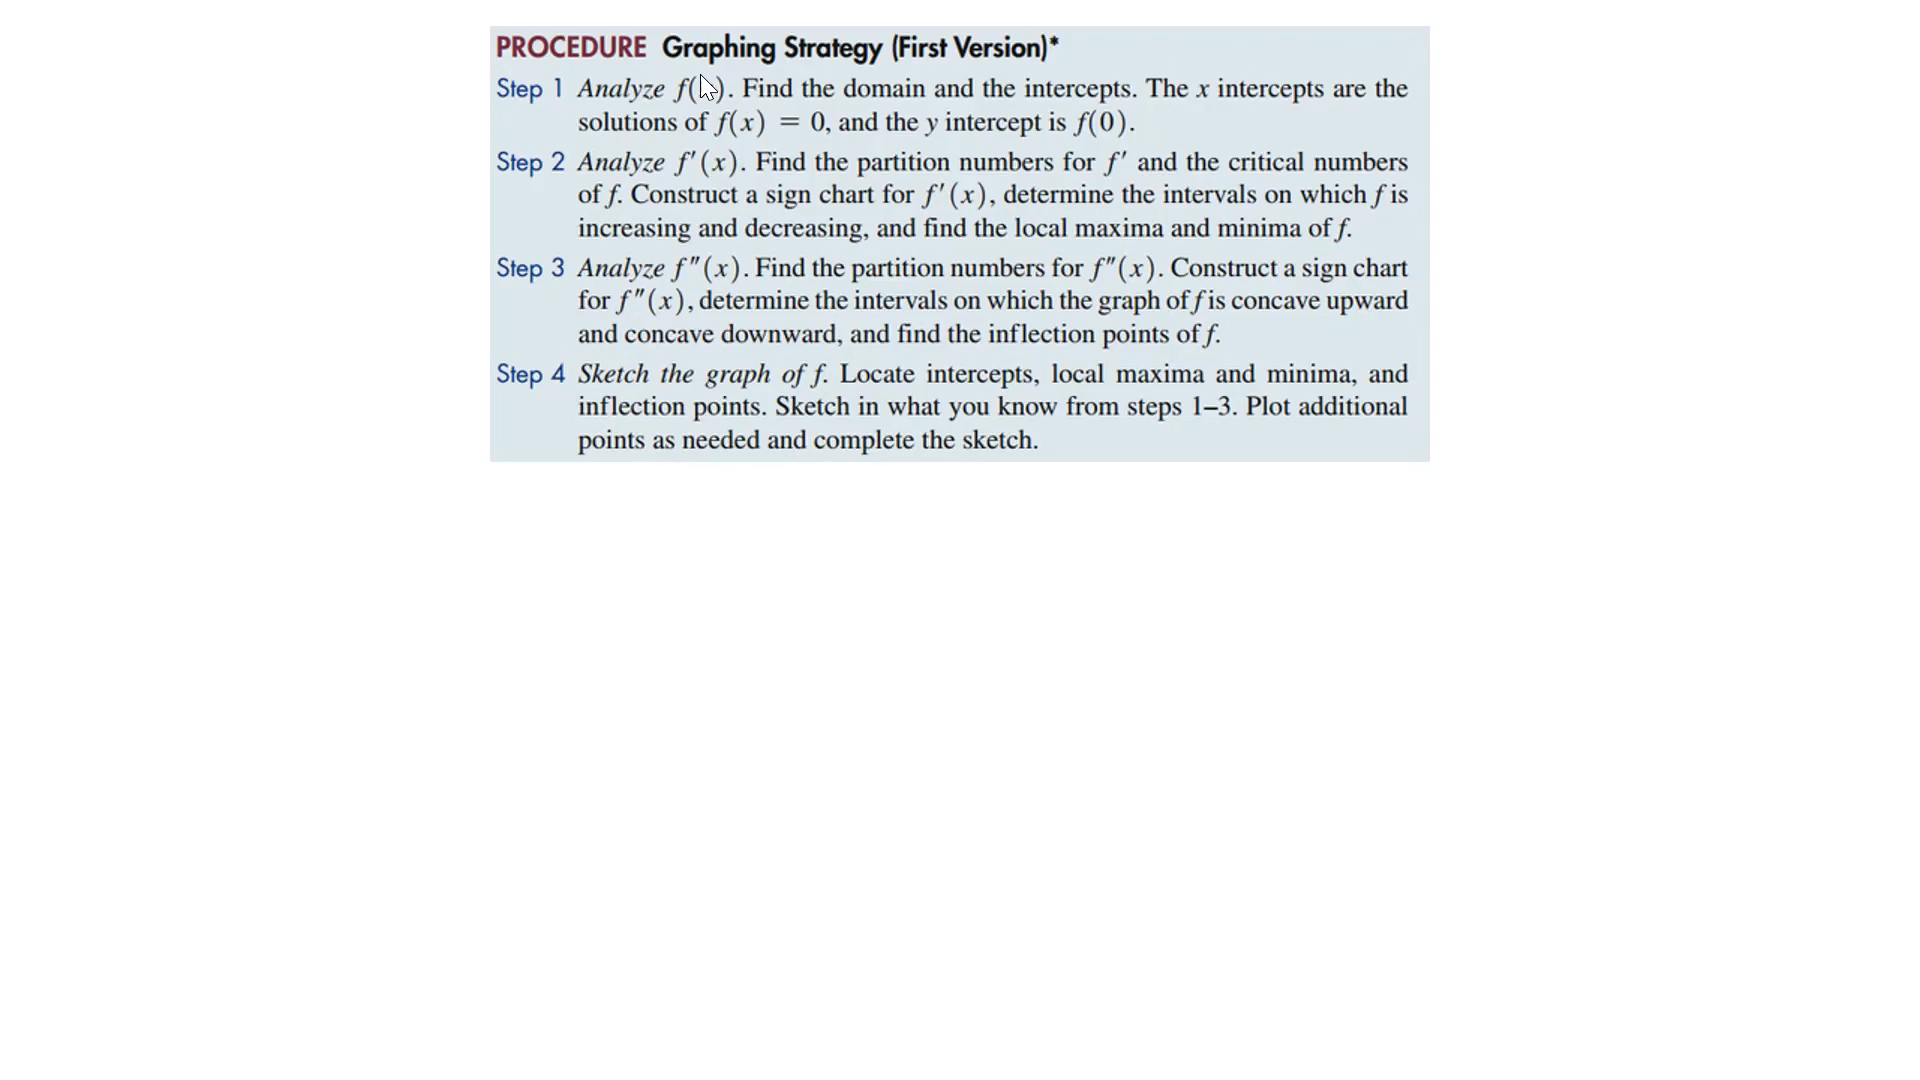 PROCEDURE Graphing Strategy (First Version)*
Step 1 Analyze f( ). Find the domain and the intercepts. The x intercepts are the
solutions of f(x) = 0, and the y intercept is f(0).
Step 2 Analyze f′(x). Find the partition numbers for f′ and the critical numbers
of f. Construct a sign chart for f′(x), determine the intervals on which f is
increasing and decreasing, and find the local maxima and minima of f.
Step 3 Analyze f″(x). Find the partition numbers for f″(x). Construct a sign chart
for f″(x), determine the intervals on which the graph of f is concave upward
and concave downward, and find the inflection points of f.
Step 4 Sketch the graph of f. Locate intercepts, local maxima and minima, and
inflection points. Sketch in what you know from steps 1–3. Plot additional
points as needed and complete the sketch.